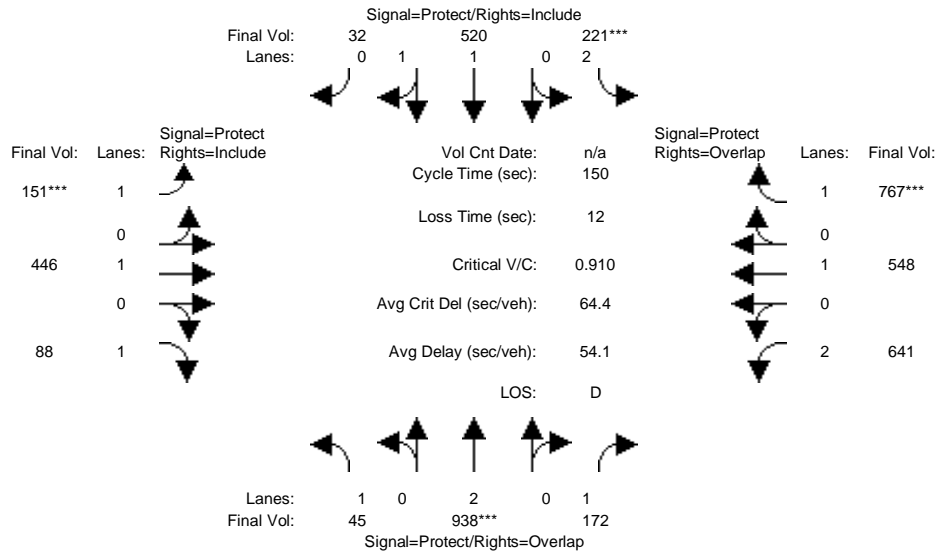 Signal=Protect/Rights=Include
Final Vol: 32 520 221***
Lanes: 0 1 1 0 2
Signal=Protect
Final Vol: Lanes: Rights=Include
Vol Cnt Date: n/a
Signal=Protect
Rights=Overlap Lanes: Final Vol:
Cycle Time (sec): 150
151*** 1
1 767***
Loss Time (sec): 12
0
0
446 1
Critical V/C: 0.910
1 548
0
Avg Crit Del (sec/veh): 64.4
0
88 1
Avg Delay (sec/veh): 54.1
2 641
LOS: D
Lanes: 1 0 2 0 1
Final Vol: 45 938*** 172
Signal=Protect/Rights=Overlap